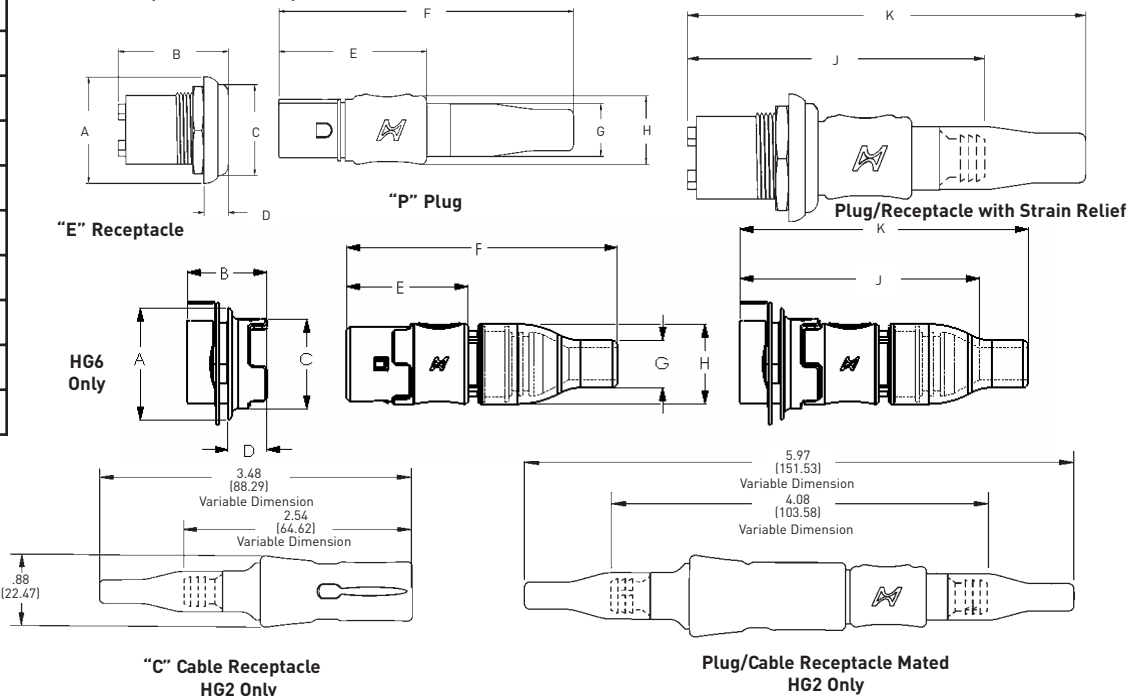 F
K
B
E
J
A
C
G
H
D
"P" Plug
"E" Receptacle
Plug/Receptacle with Strain Relief
F
K
B
E
J
HG6
Only
A
C
G
H
D
3.48
(88.29)
Variable Dimension
2.54
(64.62)
Variable Dimension
.88
(22.47)
5.97
(151.53)
Variable Dimension
4.08
(103.58)
Variable Dimension
"C" Cable Receptacle
HG2 Only
Plug/Cable Receptacle Mated
HG2 Only